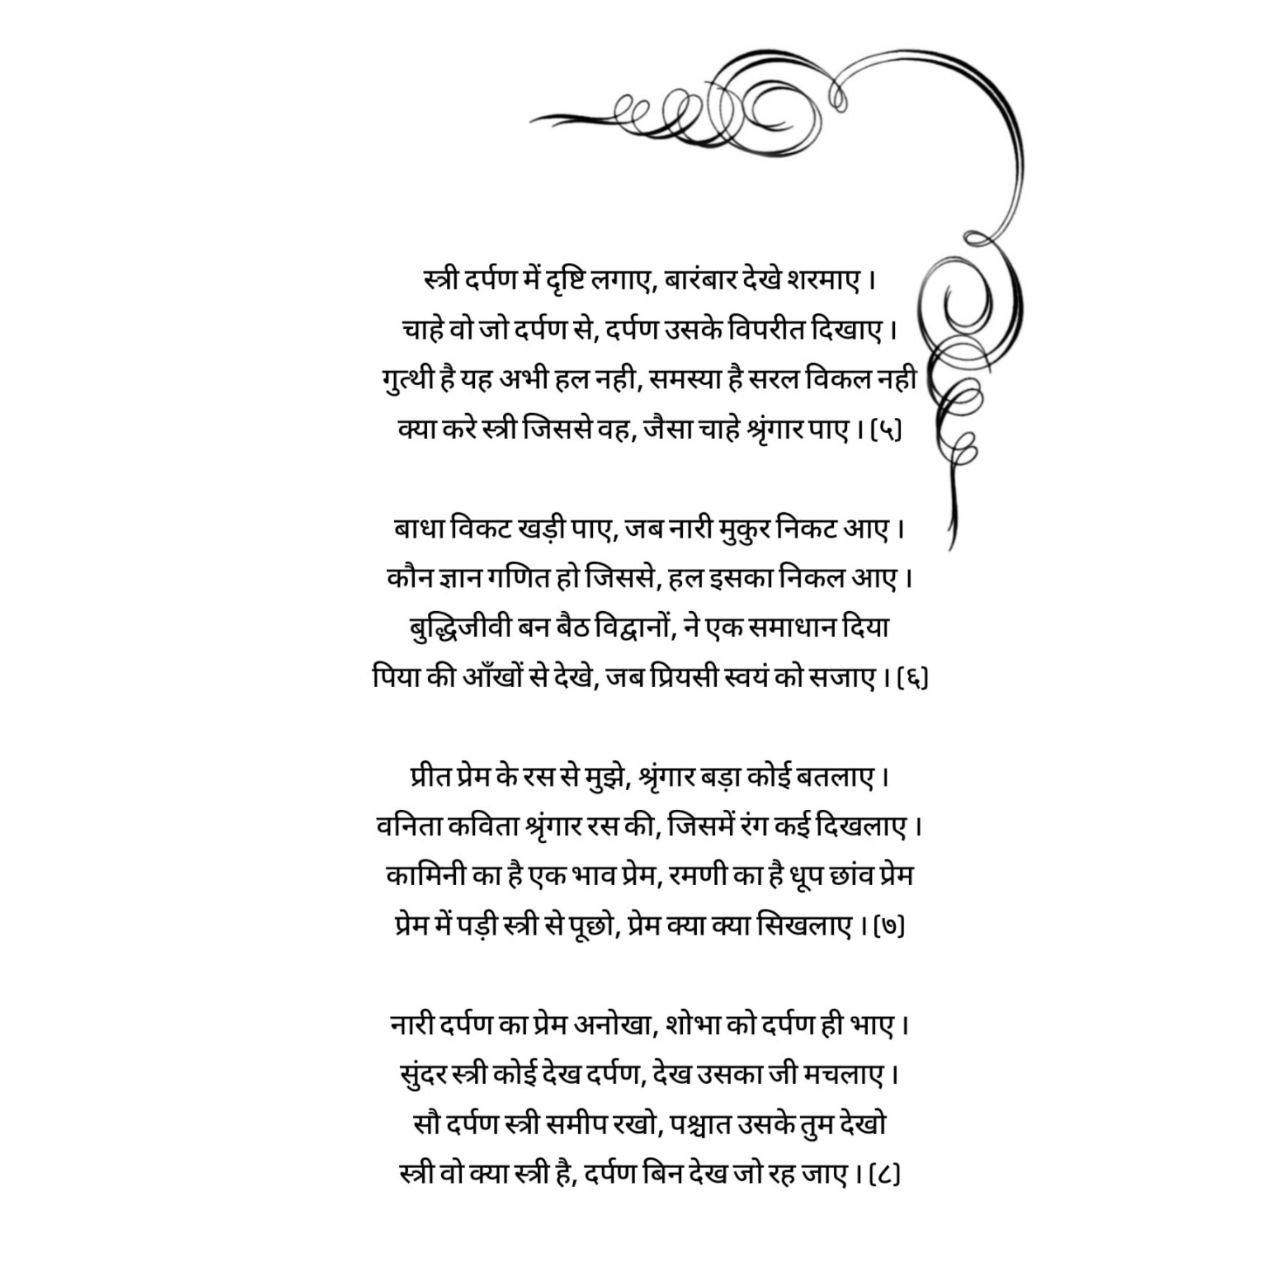 स्त्री दर्पण में दृष्टि लगाए, बारंबार देखे शरमाए ।
चाहे वो जो दर्पण से, दर्पण उसके विपरीत दिखाए ।
गुत्थी है यह अभी हल नही, समस्या है सरल विकल नही
क्या करे स्त्री जिससे वह, जैसा चाहे श्रृंगार पाए । (५)
बाधा विकट खड़ी पाए, जब नारी मुकुर निकट आए ।
कौन ज्ञान गणित हो जिससे, हल इसका निकल आए ।
बुद्धिजीवी बन बैठ विद्वानों, ने एक समाधान दिया
पिया की आँखों से देखे, जब प्रियसी स्वयं को सजाए । (६)
प्रीत प्रेम के रस से मुझे, श्रृंगार बड़ा कोई बतलाए ।
वनिता कविता श्रृंगार रस की, जिसमें रंग कई दिखलाए ।
कामिनी का है एक भाव प्रेम, रमणी का है धूप छांव प्रेम
प्रेम में पड़ी स्त्री से पूछो, प्रेम क्या क्या सिखलाए । (७)
नारी दर्पण का प्रेम अनोखा, शोभा को दर्पण ही भाए ।
सुंदर स्त्री कोई देख दर्पण, देख उसका जी मचलाए ।
सौ दर्पण स्त्री समीप रखो, पश्चात उसके तुम देखो
स्त्री वो क्या स्त्री है, दर्पण बिन देख जो रह जाए । (८)